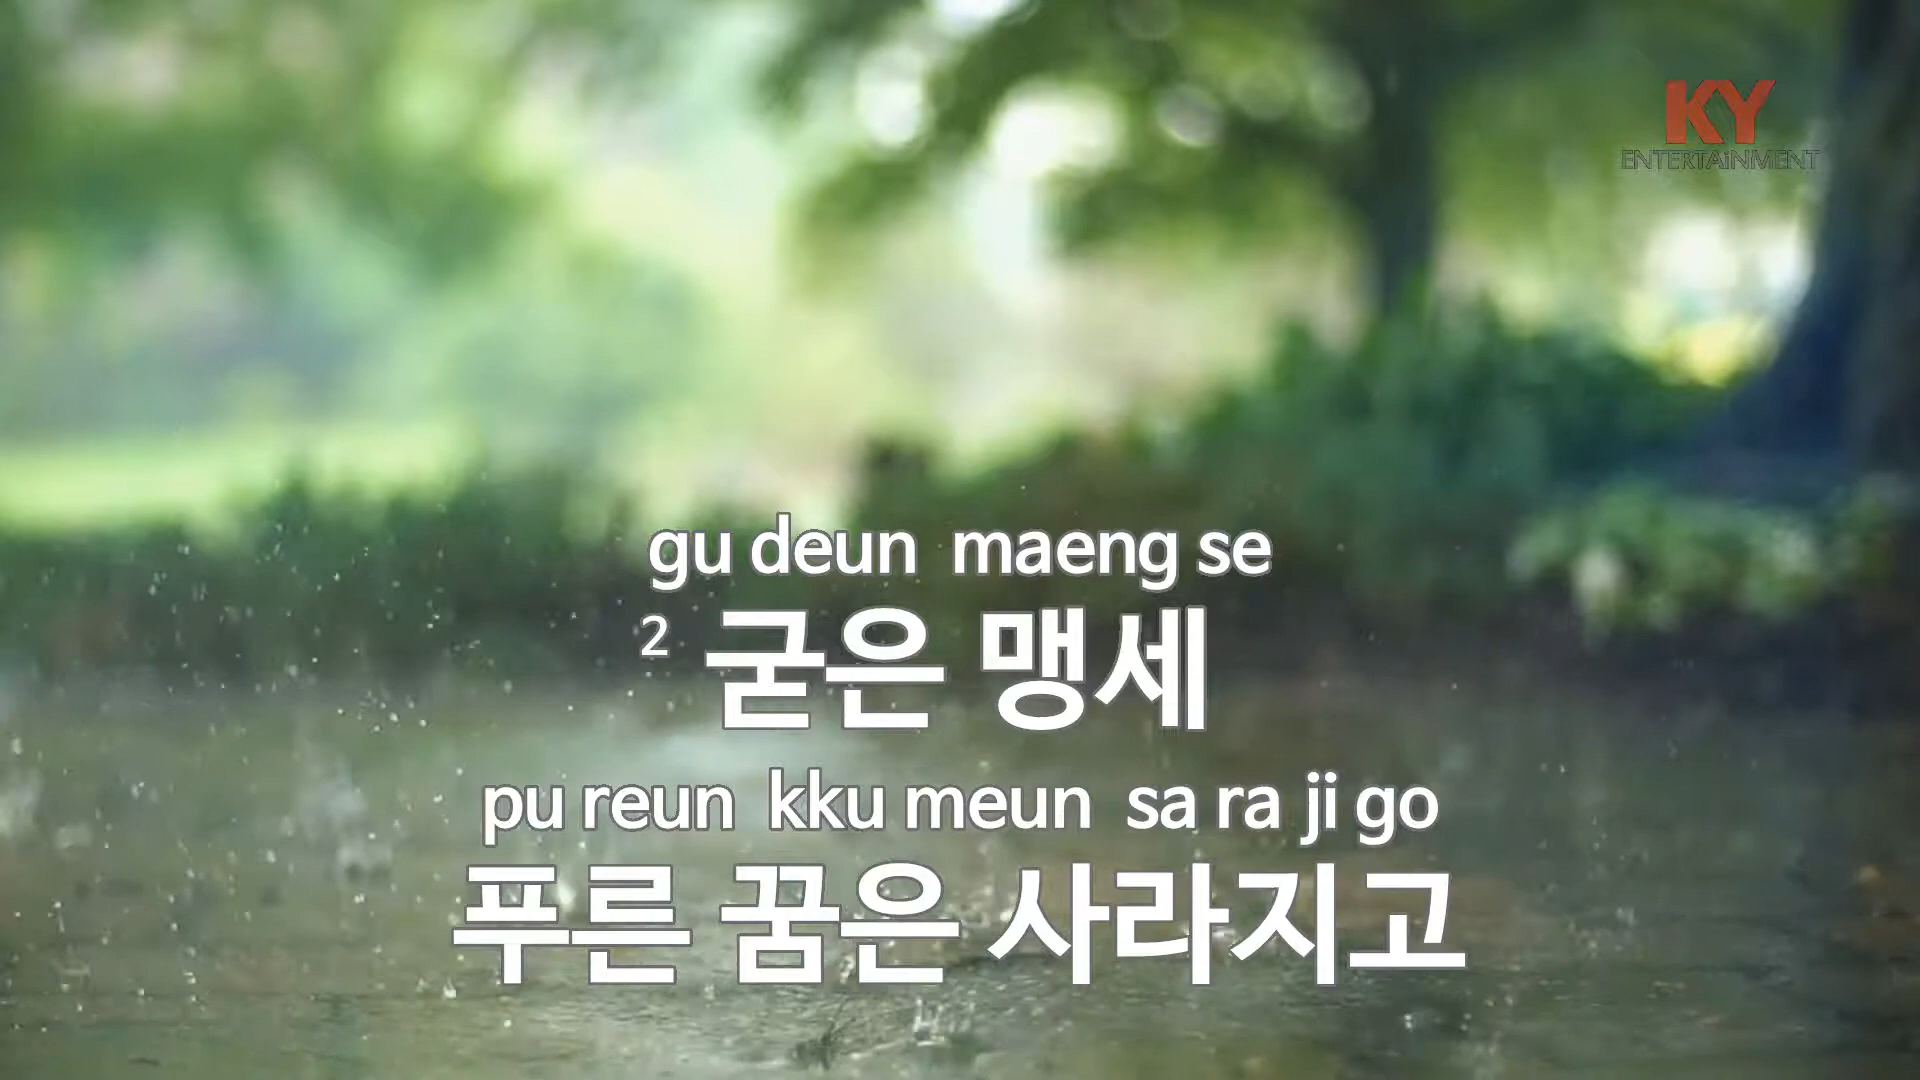 KY
ENTERTAiNMENT
gu deun maeng se
2 굳은 맹세
pu reun kku meun sa ra ji go
푸른 꿈은 사라지고